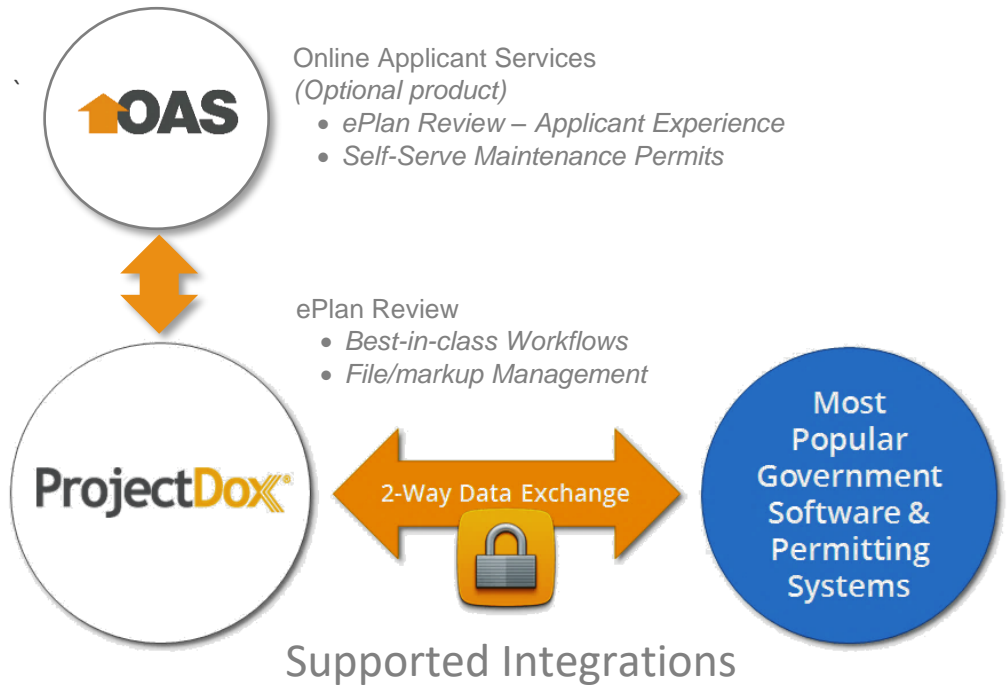 `
OAS
Online Applicant Services
(Optional product)
• ePlan Review – Applicant Experience
• Self-Serve Maintenance Permits
ePlan Review
• Best-in-class Workflows
• File/markup Management
ProjectDox®
2-Way Data Exchange
Most
Popular
Government
Software &
Permitting
Systems
Supported Integrations